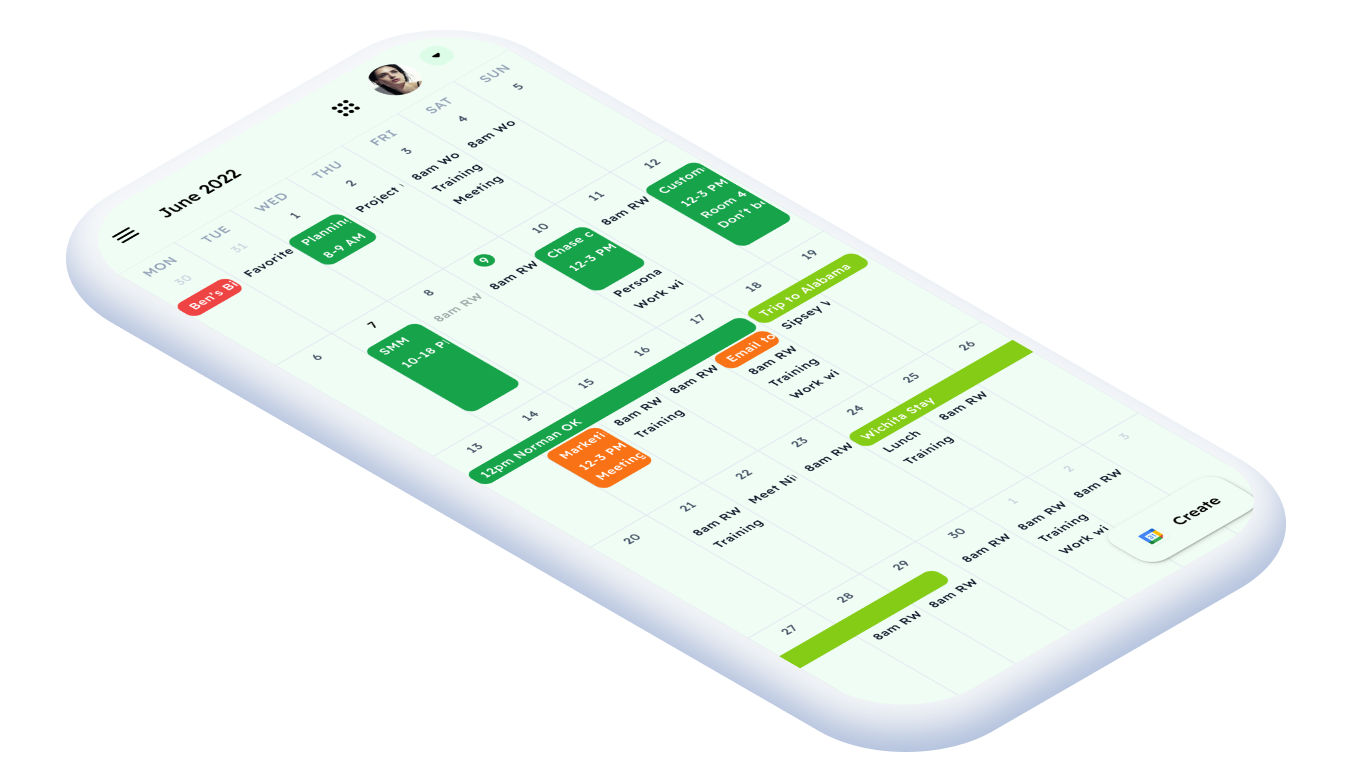 June 2022
MON TUE WED THU FRI SAT SUN
30 31 1 2 3 4 5
Ben's Bi
Favorite
Planning
8-9 AM
Project
8am Wo
Training
Meeting
8am Wo
6 7 8 9 10 11 12
SMM
10-18 P
8am RW
8am RW
Chase c
12-3 PM
Persona
Work wi
8am RW
Custom
12-3 PM
Room 4
Don't be
13 14 15 16 17 18 19
12pm Norman OK
Trip to Alabama
Marketi
12-3 PM
Meeting
8am RW
Training
8am RW
Email to
8am RW
Training
Work wi
Sipsey V
20 21 22 23 24 25 26
8am RW
Training
Meet Ni
8am RW
Wichita Stay
Lunch
Training
8am RW
27 28 29 30 1 2 3
8am RW
8am RW
8am RW
8am RW
Training
Work wi
8am RW
31
Create